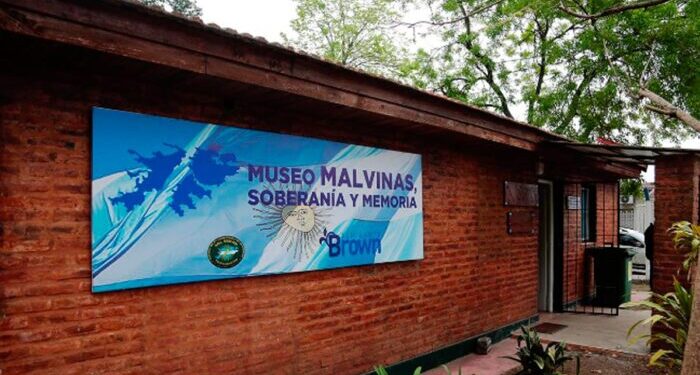 MUSEO MALVINAS,
SOBERANÍA Y MEMORIA
Brown